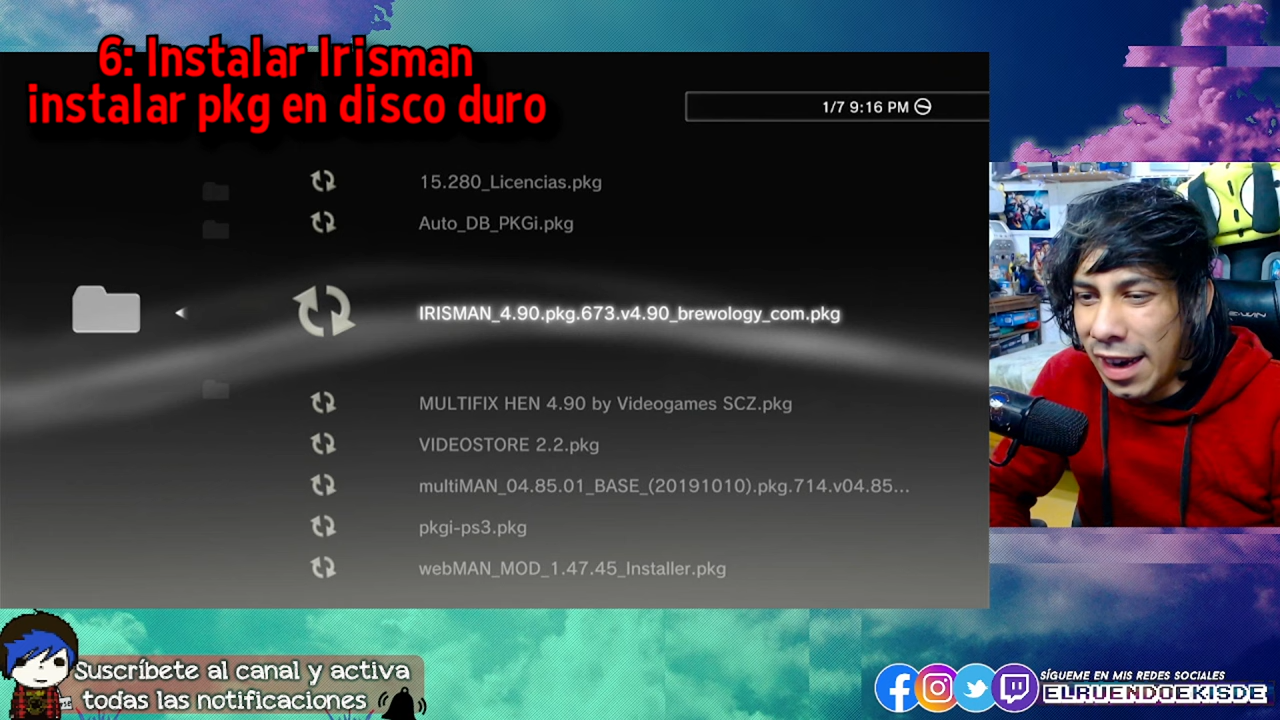 6: Instalar Irisman
instalar pkg en disco duro
1/7 9:16 PM
15.280_Licencias.pkg
Auto_DB_PKGi.pkg
IRISMAN_4.90.pkg.673.v4.90_brewology_com.pkg
MULTIFIX HEN 4.90 by Videogames SCZ.pkg
VIDEOSTORE 2.2.pkg
multiMAN_04.85.01_BASE_(20191010).pkg.714.v04.85...
pkgi-ps3.pkg
webMAN_MOD_1.47.45_Installer.pkg
Suscríbete al canal y activa
todas las notificaciones
SÍGUEME EN MIS REDES SOCIALES
ELRUENDOEKISDE